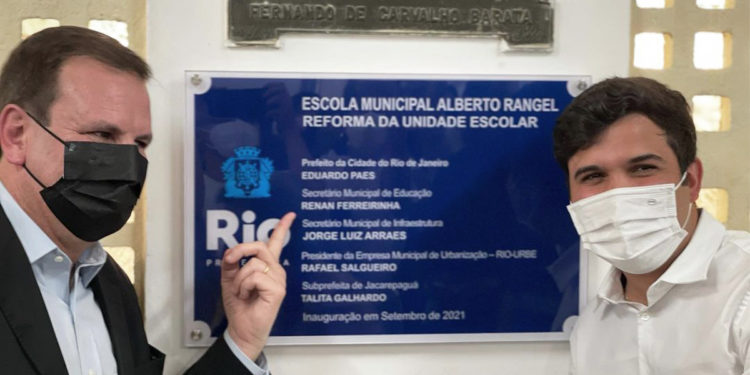 FERNANDO DE CARVALHO BARATA
ESCOLA MUNICIPAL ALBERTO RANGEL
REFORMA DA UNIDADE ESCOLAR
Prefeito da Cidade do Rio de Janeiro
EDUARDO PAES
Secretário Municipal de Educação
RENAN FERREIRINHA
Secretário Municipal de Infraestrutura
JORGE LUIZ ARRAES
Presidente da Empresa Municipal de Urbanização – RIO-URBE
RAFAEL SALGUEIRO
Subprefeita de Jacarepaguá
TALITA GALHARDO
Inauguração em Setembro de 2021
Rio